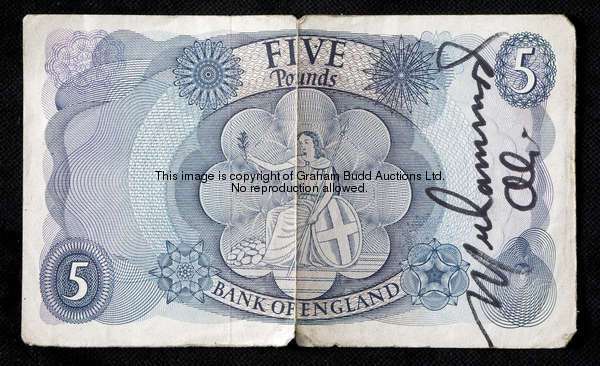 FIVE
Pounds
5
This image is copyright of Graham Budd Auctions Ltd.
No reproduction allowed.
Muhammad
Ali
5
BANK OF ENGLAND